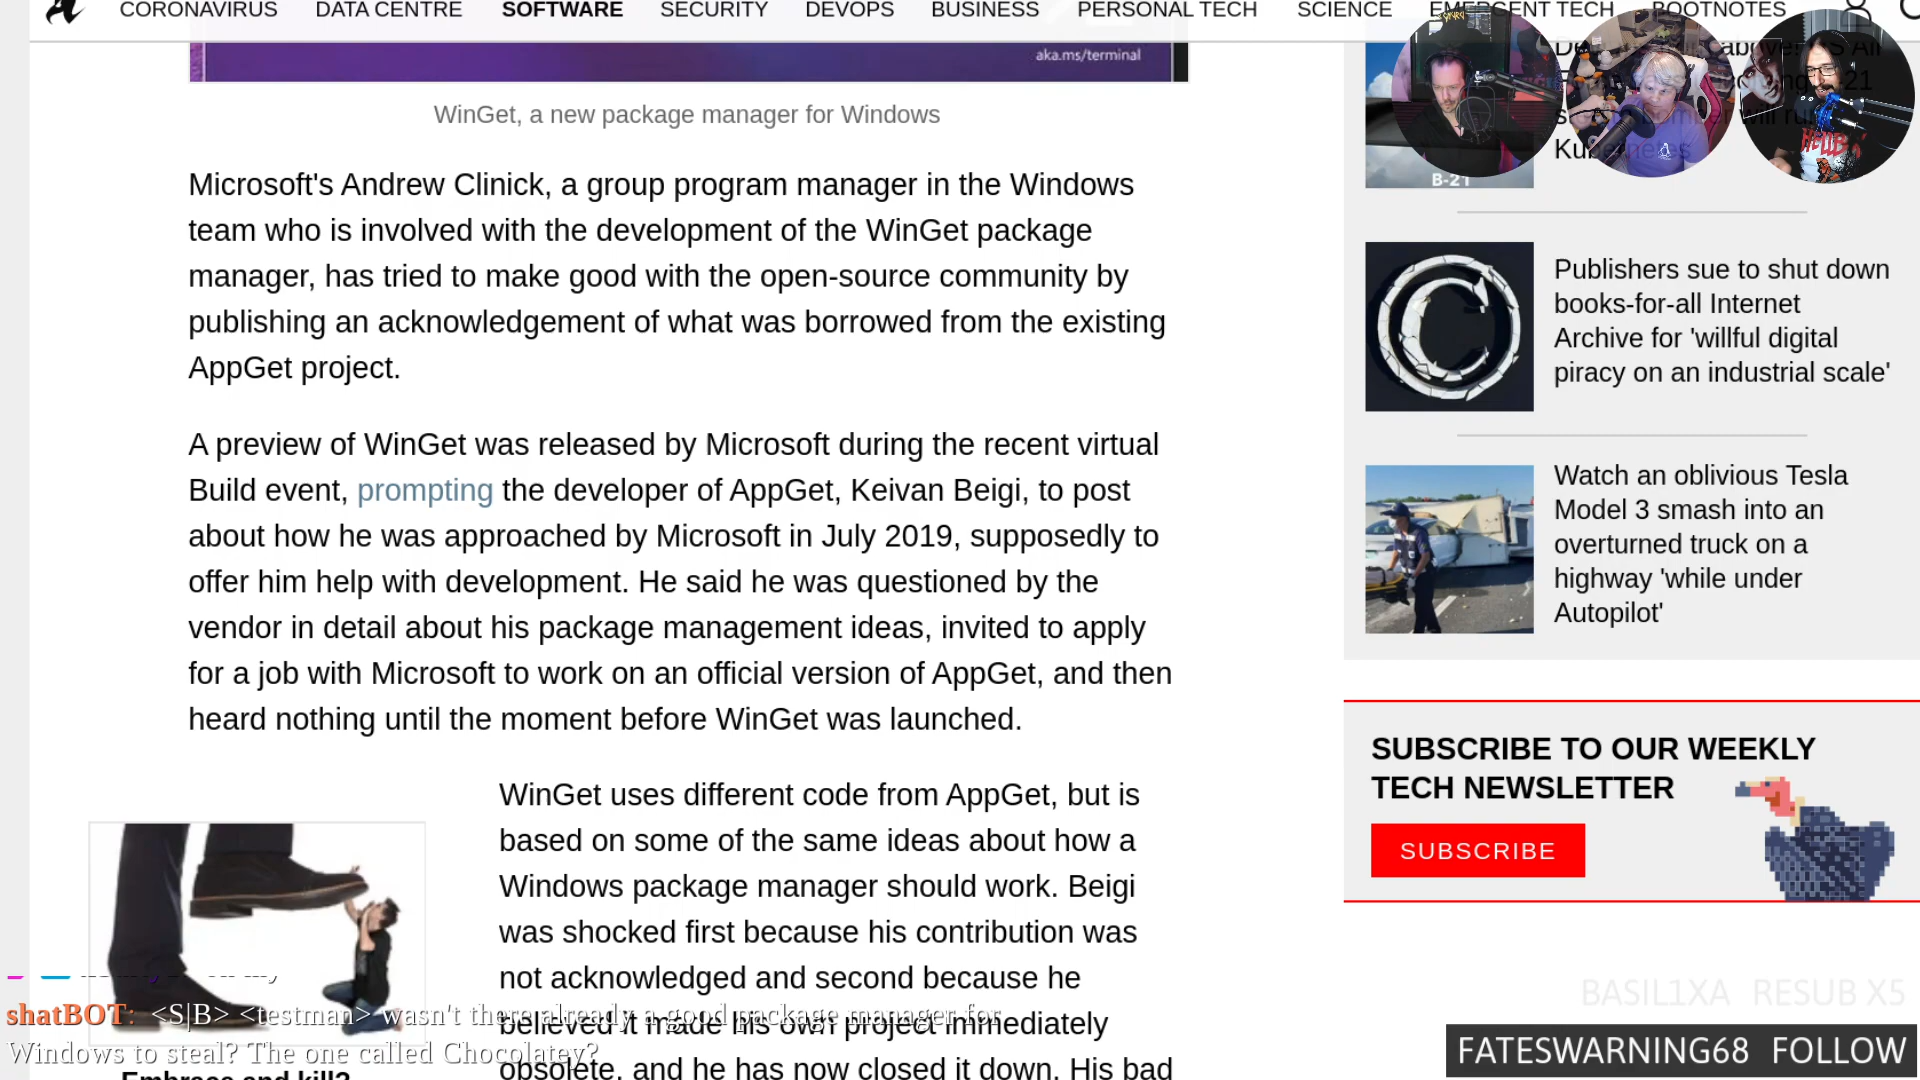 CORONAVIRUS DATA CENTRE SOFTWARE SECURITY DEVOPS BUSINESS PERSONAL TECH SCIENCE EMERGENT TECH BOOTNOTES
aka.ms/terminal
WinGet, a new package manager for Windows
Microsoft's Andrew Clinick, a group program manager in the Windows
team who is involved with the development of the WinGet package
manager, has tried to make good with the open-source community by
publishing an acknowledgement of what was borrowed from the existing
AppGet project.
A preview of WinGet was released by Microsoft during the recent virtual
Build event, prompting the developer of AppGet, Keivan Beigi, to post
about how he was approached by Microsoft in July 2019, supposedly to
offer him help with development. He said he was questioned by the
vendor in detail about his package management ideas, invited to apply
for a job with Microsoft to work on an official version of AppGet, and then
heard nothing until the moment before WinGet was launched.
WinGet uses different code from AppGet, but is
based on some of the same ideas about how a
Windows package manager should work. Beigi
was shocked first because his contribution was
not acknowledged and second because he
believed it made his own project immediately
obsolete, and he has now closed it down. His bad
Embrace and kill?
shatBOT: <S|B> <testman> wasn't there already a good package manager for
Windows to steal? The one called Chocolatey?
B-21
21
will
Kubernetes
Publishers sue to shut down
books-for-all Internet
Archive for 'willful digital
piracy on an industrial scale'
Watch an oblivious Tesla
Model 3 smash into an
overturned truck on a
highway 'while under
Autopilot'
SUBSCRIBE TO OUR WEEKLY
TECH NEWSLETTER
SUBSCRIBE
BASIL1XA RESUB X5
FATESWARNING68 FOLLOW